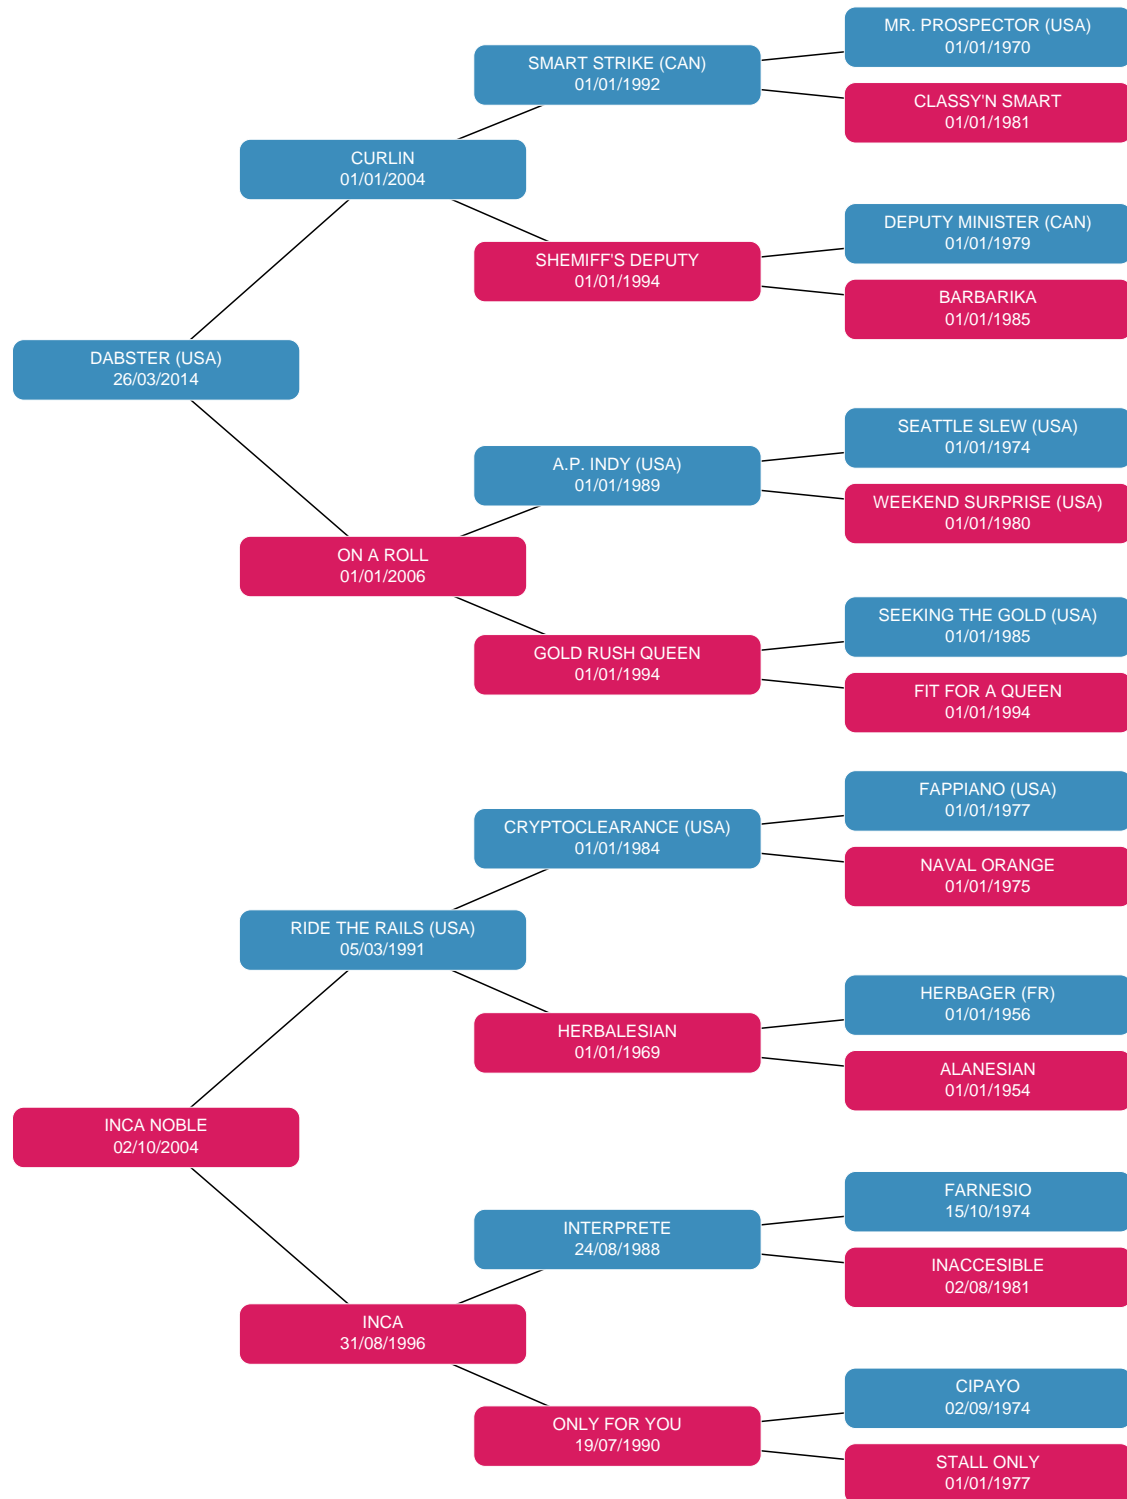 MR. PROSPECTOR (USA)
01/01/1970
SMART STRIKE (CAN)
01/01/1992
CLASSY'N SMART
01/01/1981
CURLIN
01/01/2004
DEPUTY MINISTER (CAN)
01/01/1979
SHEMIFF'S DEPUTY
01/01/1994
BARBARIKA
01/01/1985
DABSTER (USA)
26/03/2014
SEATTLE SLEW (USA)
01/01/1974
A.P. INDY (USA)
01/01/1989
WEEKEND SURPRISE (USA)
01/01/1980
ON A ROLL
01/01/2006
SEEKING THE GOLD (USA)
01/01/1985
GOLD RUSH QUEEN
01/01/1994
FIT FOR A QUEEN
01/01/1994
FAPPIANO (USA)
01/01/1977
CRYPTOCLEARANCE (USA)
01/01/1984
NAVAL ORANGE
01/01/1975
RIDE THE RAILS (USA)
05/03/1991
HERBAGER (FR)
01/01/1956
HERBALESIAN
01/01/1969
ALANESIAN
01/01/1954
INCA NOBLE
02/10/2004
FARNESIO
15/10/1974
INTERPRETE
24/08/1988
INACCESIBLE
02/08/1981
INCA
31/08/1996
CIPAYO
02/09/1974
ONLY FOR YOU
19/07/1990
STALL ONLY
01/01/1977